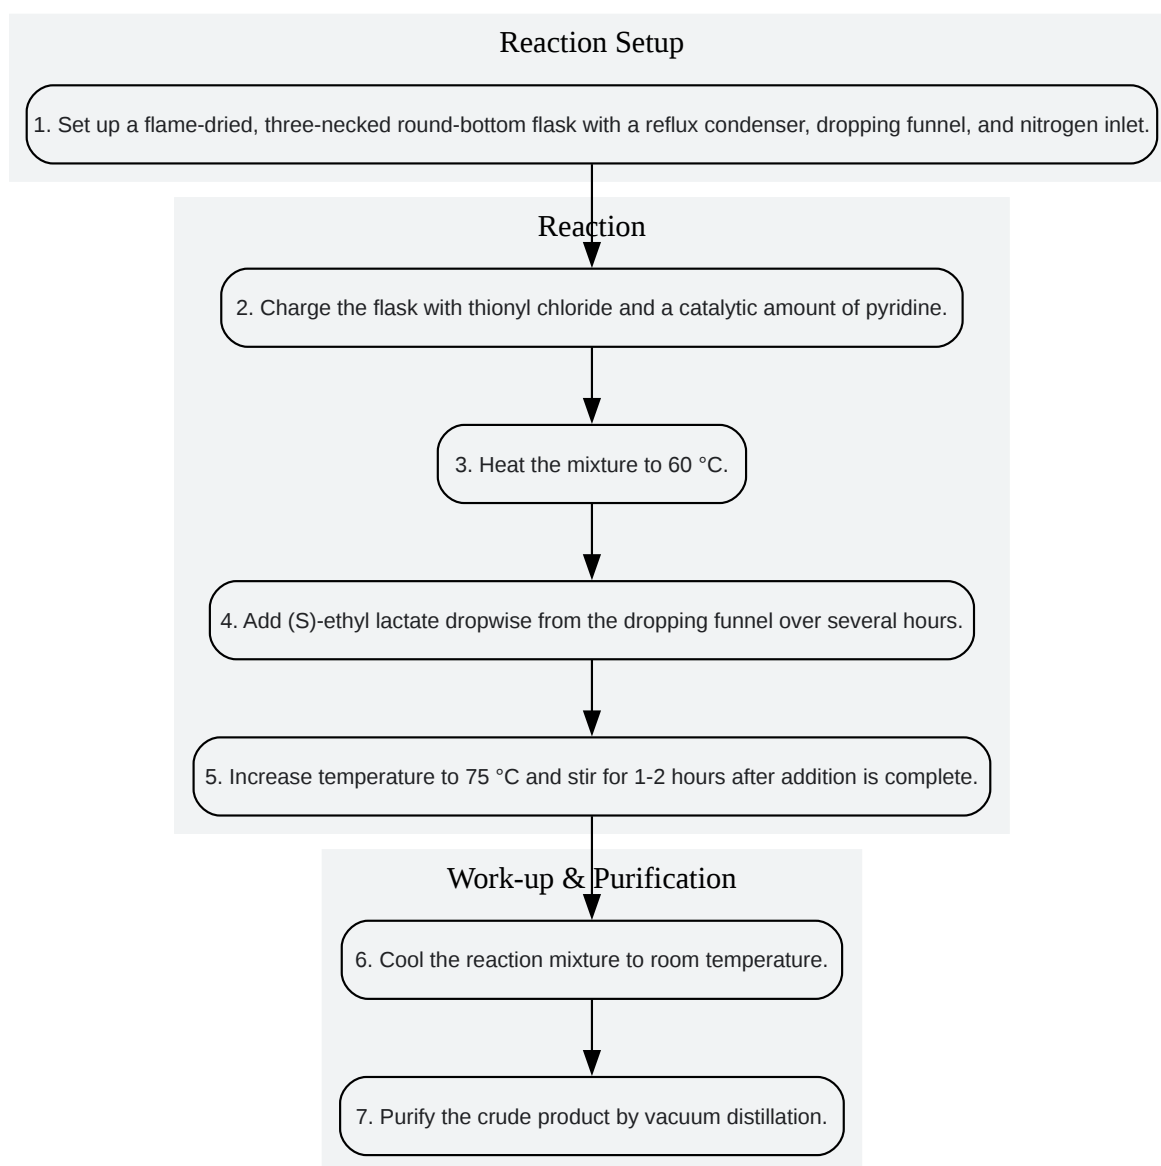 Reaction Setup
1. Set up a flame-dried, three-necked round-bottom flask with a reflux condenser, dropping funnel, and nitrogen inlet.
Reaction
2. Charge the flask with thionyl chloride and a catalytic amount of pyridine.
3. Heat the mixture to 60 °C.
4. Add (S)-ethyl lactate dropwise from the dropping funnel over several hours.
5. Increase temperature to 75 °C and stir for 1-2 hours after addition is complete.
Work-up & Purification
6. Cool the reaction mixture to room temperature.
7. Purify the crude product by vacuum distillation.